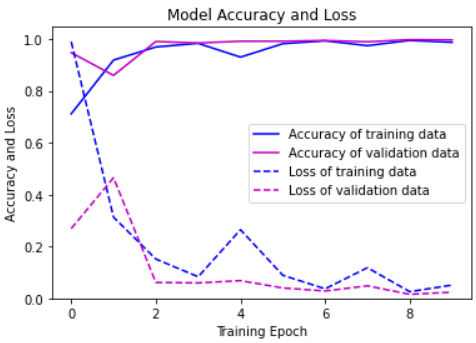 Model Accuracy and Loss
Accuracy and Loss
1.0
0.8
0.6
0.4
0.2
0.0
Accuracy of training data
Accuracy of validation data
Loss of training data
Loss of validation data
0 2 4 6 8
Training Epoch